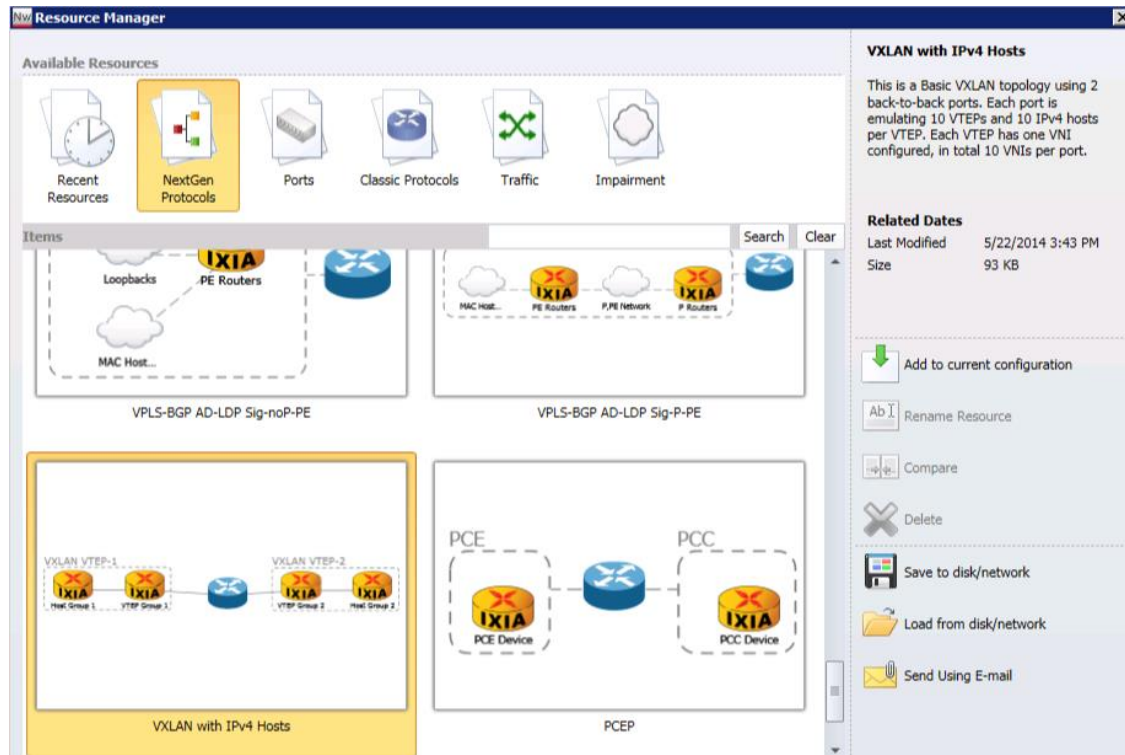 Nw Resource Manager
Available Resources
Recent Resources
NextGen Protocols
Ports
Classic Protocols
Traffic
Impairment
Items
Search
Clear
Loopbacks
IXIA
PE Routers
MAC Host...
VPLS-BGP AD-LDP Sig-noP-PE
MAC Host...
IXIA
PE Routers
P,PE Network
IXIA
P Routers
VPLS-BGP AD-LDP Sig-P-PE
VXLAN VTEP-1
IXIA
Host Group 1
IXIA
VTEP Group 1
VXLAN VTEP-2
IXIA
VTEP Group 2
IXIA
Host Group 2
VXLAN with IPv4 Hosts
PCE
IXIA
PCE Device
PCC
IXIA
PCC Device
PCEP
VXLAN with IPv4 Hosts
This is a Basic VXLAN topology using 2
back-to-back ports. Each port is
emulating 10 VTEPs and 10 IPv4 hosts
per VTEP. Each VTEP has one VNI
configured, in total 10 VNIs per port.
Related Dates
Last Modified 5/22/2014 3:43 PM
Size 93 KB
Add to current configuration
Ab Rename Resource
Compare
Delete
Save to disk/network
Load from disk/network
Send Using E-mail